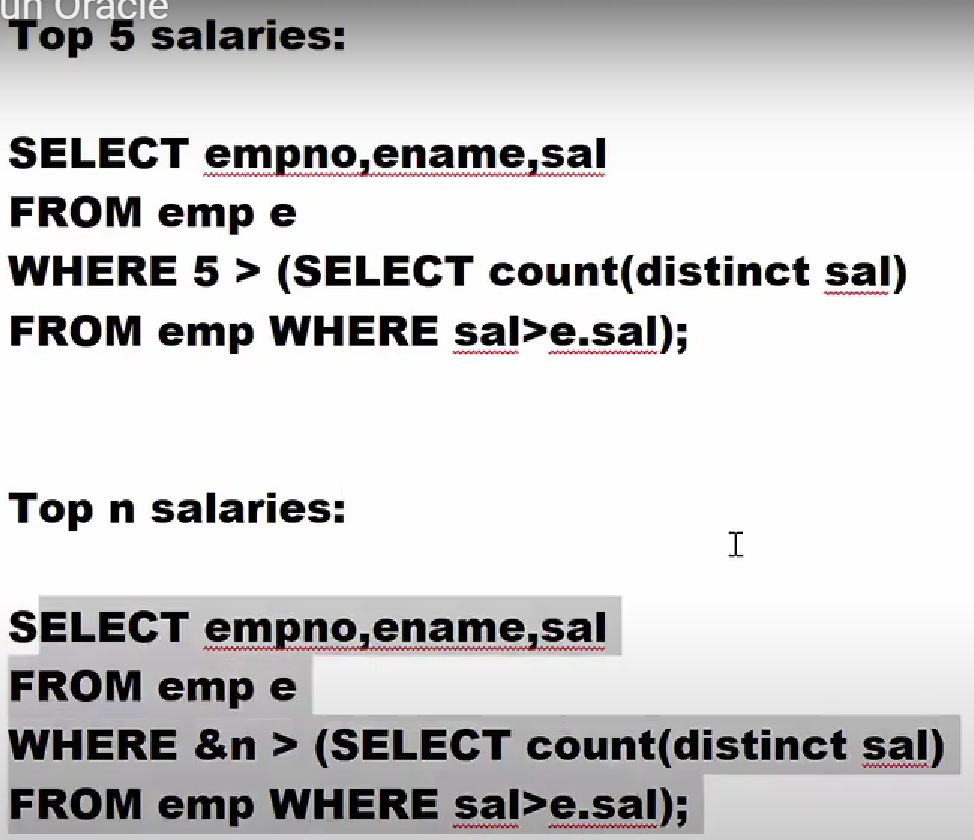 un Oracle
Top 5 salaries:
SELECT empno,ename,sal
FROM emp e
WHERE 5 > (SELECT count(distinct sal)
FROM emp WHERE sal>e.sal);
Top n salaries:
SELECT empno,ename,sal
FROM emp e
WHERE &n > (SELECT count(distinct sal)
FROM emp WHERE sal>e.sal);